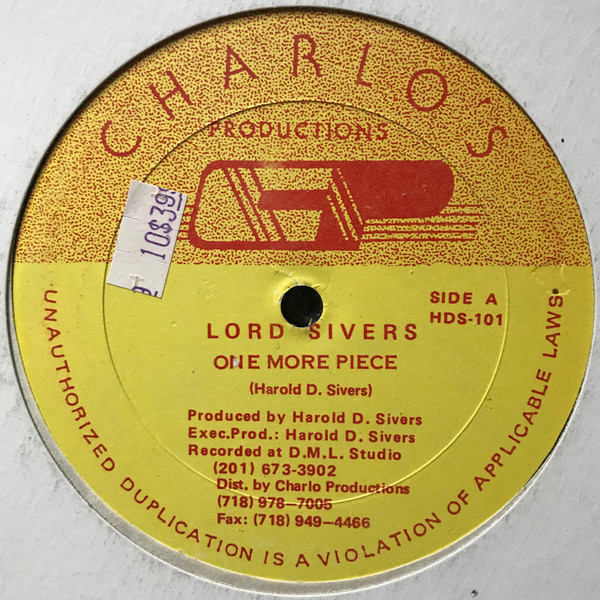 CHARLO'S
PRODUCTIONS
10$39
SIDE A
HDS-101
LORD SIVERS
ONE MORE PIECE
(Harold D. Sivers)
Produced by Harold D. Sivers
Exec.Prod.: Harold D. Sivers
Recorded at D.M.L. Studio
(201) 673-3902
Dist. by Charlo Productions
(718) 978-7005
Fax: (718) 949-4466
UNAUTHORIZED DUPLICATION IS A VIOLATION OF APPLICABLE LAWS.